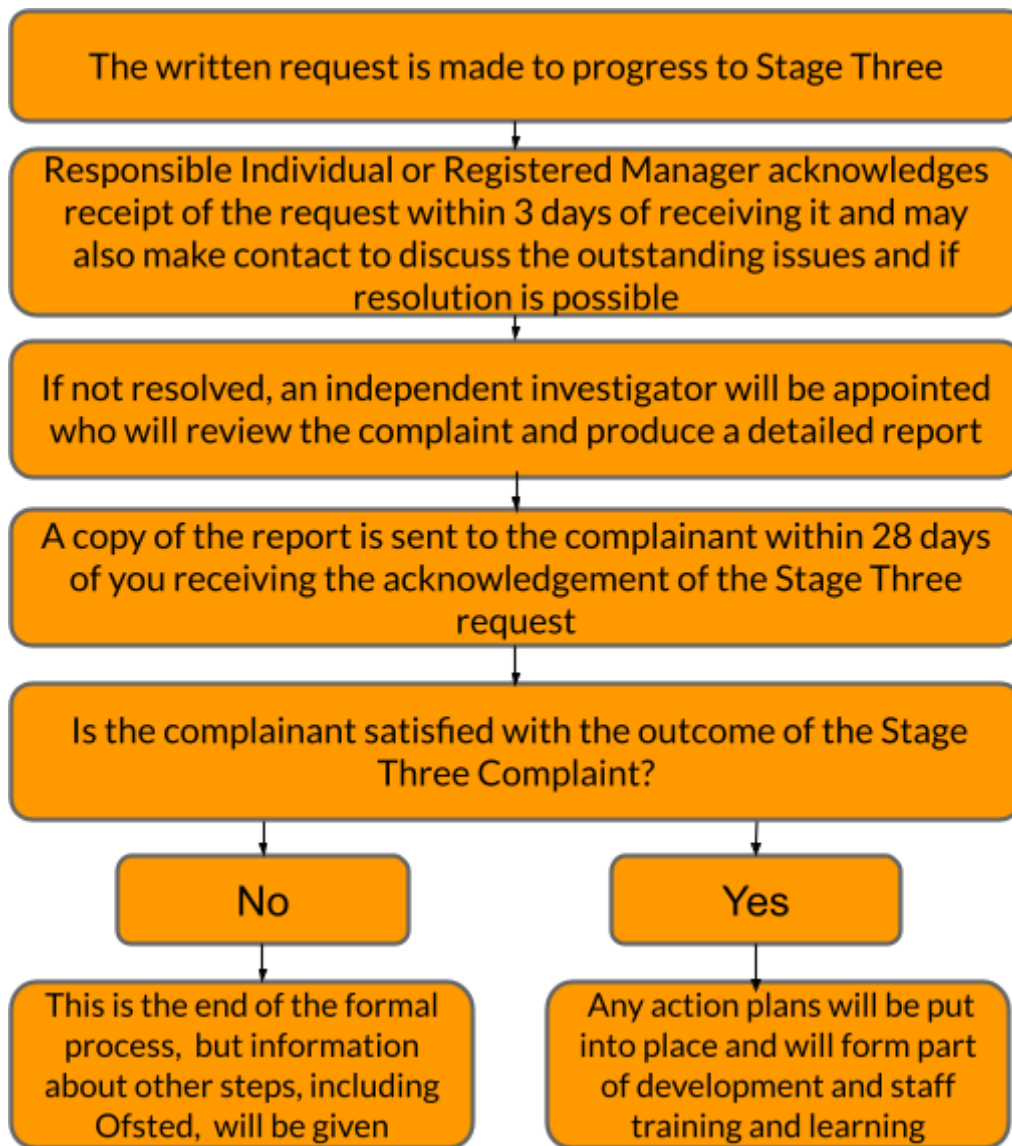 The written request is made to progress to Stage Three
Responsible Individual or Registered Manager acknowledges
receipt of the request within 3 days of receiving it and may
also make contact to discuss the outstanding issues and if
resolution is possible
If not resolved, an independent investigator will be appointed
who will review the complaint and produce a detailed report
A copy of the report is sent to the complainant within 28 days
of you receiving the acknowledgement of the Stage Three
request
Is the complainant satisfied with the outcome of the Stage
Three Complaint?
No
Yes
This is the end of the formal
process, but information
about other steps, including
Ofsted, will be given
Any action plans will be put
into place and will form part
of development and staff
training and learning